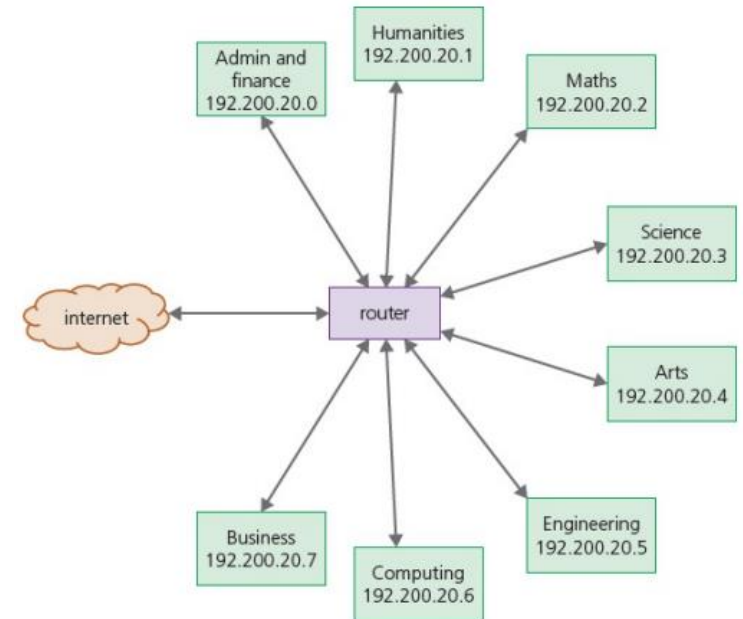 Humanities
192.200.20.1
Admin and
finance
192.200.20.0
Maths
192.200.20.2
Science
192.200.20.3
internet
router
Arts
192.200.20.4
Engineering
192.200.20.5
Business
192.200.20.7
Computing
192.200.20.6